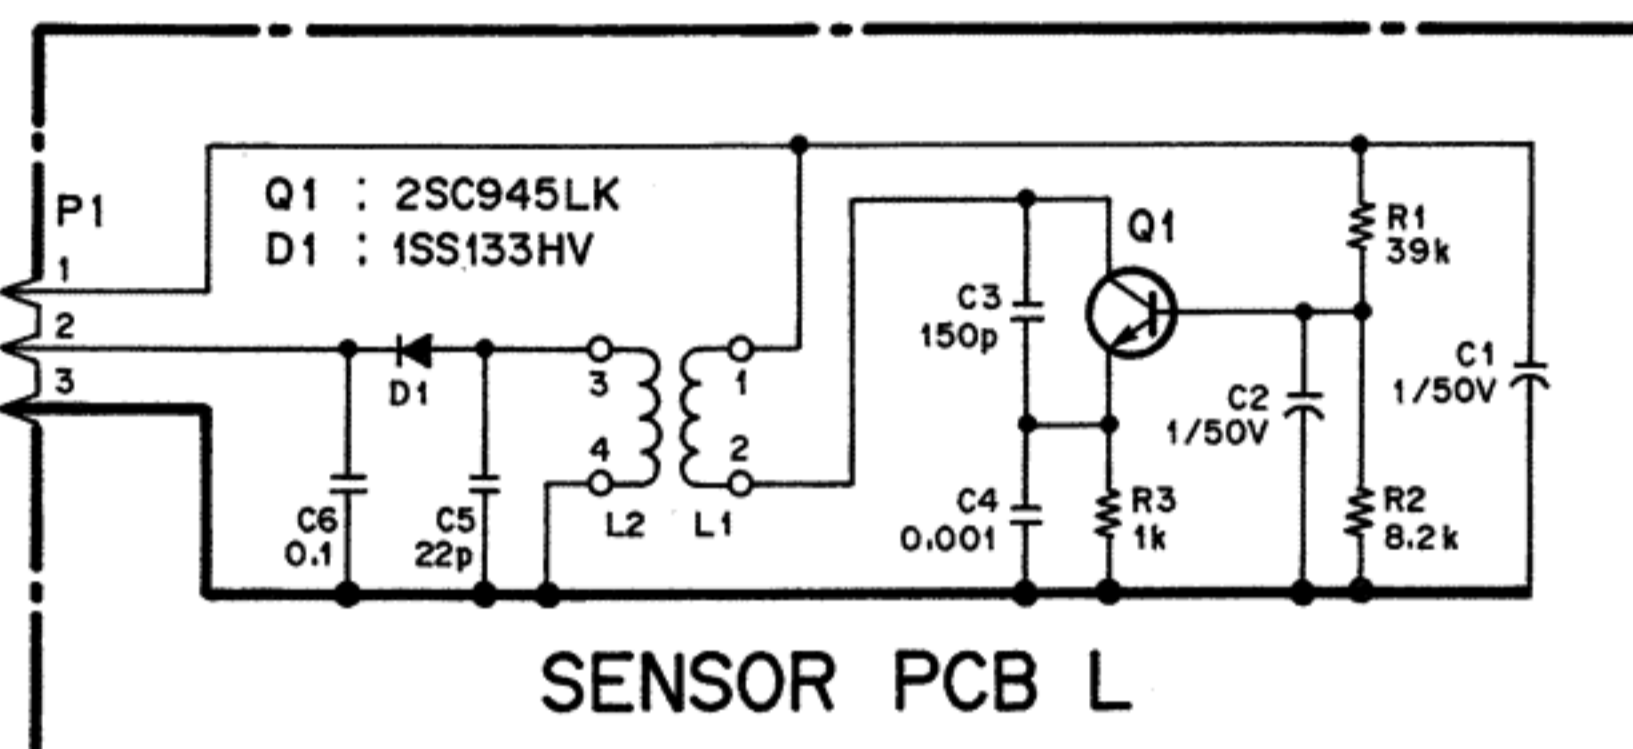 P1
Q1 : 2SC945LK
D1 : 1SS133HV
1
2
3
D1
C6
0.1
C5
22p
3
4
L2
1
2
L1
C3
150p
Q1
C4
0.001
R3
1k
C2
1/50V
R1
39k
R2
8.2k
C1
1/50V
SENSOR PCB L